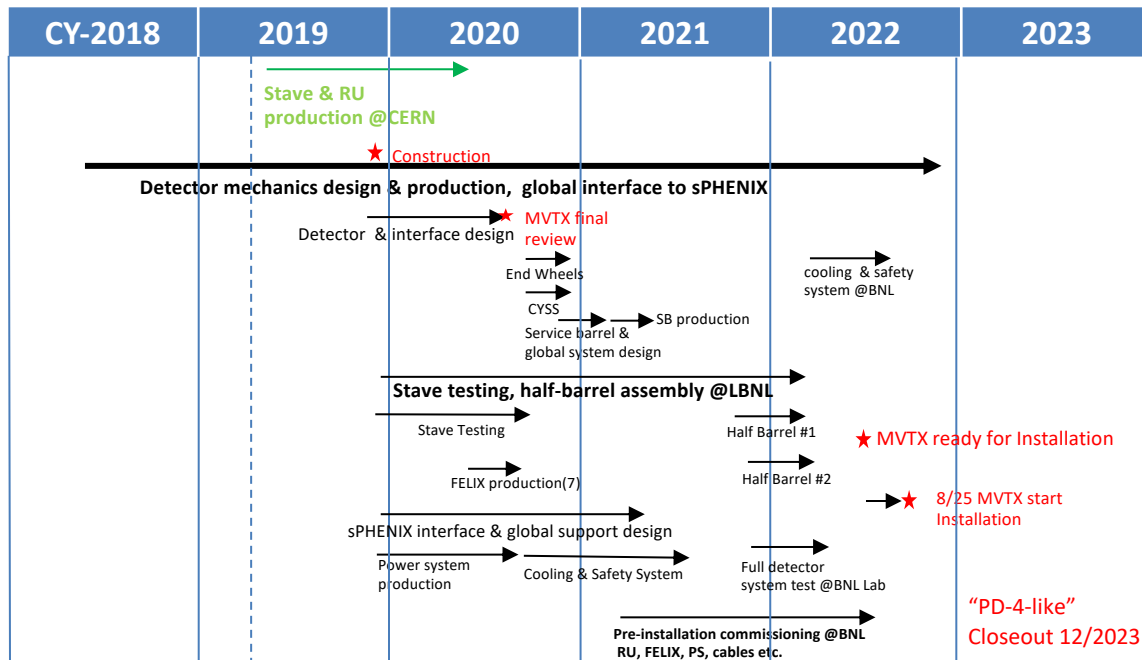 CY-2018 2019 2020 2021 2022 2023
Stave & RU
production @CERN
Construction
Detector mechanics design & production, global interface to sPHENIX
Detector & interface design
MVTX final
review
End Wheels
cooling & safety
system @BNL
CYSS
SB production
Service barrel &
global system design
Stave testing, half-barrel assembly @LBNL
Stave Testing
Half Barrel #1
MVTX ready for Installation
FELIX production(7)
Half Barrel #2
8/25 MVTX start
Installation
sPHENIX interface & global support design
Power system
production
Cooling & Safety System
Full detector
system test @BNL Lab
Pre-installation commissioning @BNL
RU, FELIX, PS, cables etc.
“PD-4-like”
Closeout 12/2023